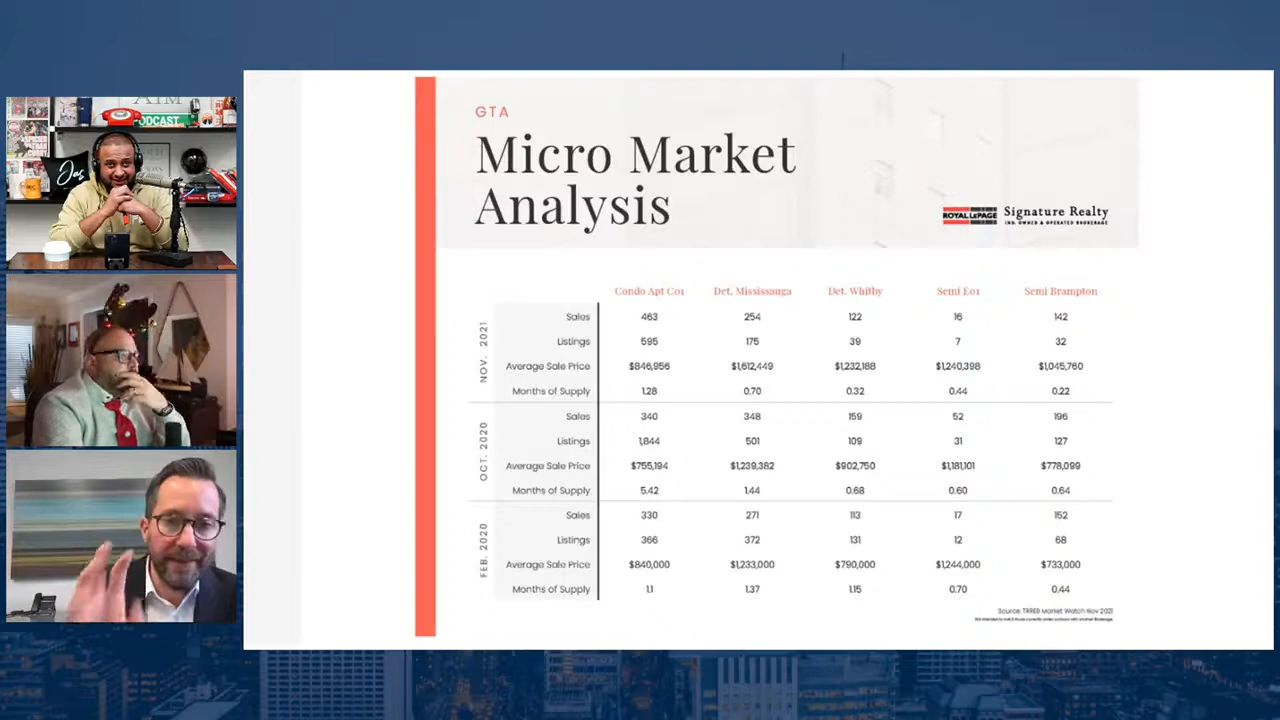 AIM
PODCAST
Jas
GTA
Micro Market
Analysis
ROYAL LEPAGE Signature Realty
INC. OWNED & OPERATED BROKERAGE
Condo Apt C01 Det. Mississauga Det. Whitby Semi E01 Semi Brampton
NOV. 2021
Sales 463 254 122 16 142
Listings 595 175 39 7 32
Average Sale Price $846,956 $1,612,449 $1,232,188 $1,240,398 $1,045,760
Months of Supply 1.28 0.70 0.32 0.44 0.22
OCT. 2020
Sales 340 348 159 52 196
Listings 1,844 501 109 31 127
Average Sale Price $755,194 $1,239,382 $902,750 $1,181,101 $778,099
Months of Supply 5.42 1.44 0.68 0.60 0.64
FEB. 2020
Sales 330 271 113 17 152
Listings 366 372 131 12 68
Average Sale Price $840,000 $1,233,000 $790,000 $1,244,000 $733,000
Months of Supply 1.1 1.37 1.15 0.70 0.44
Source: TRREB Market Watch Nov 2021